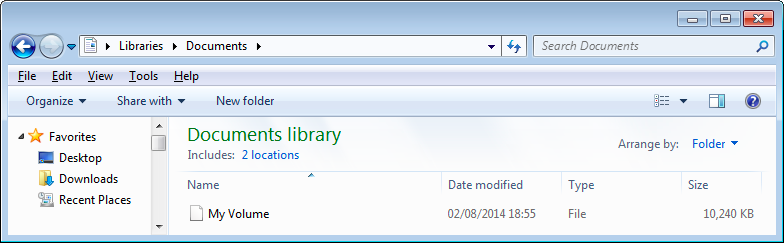 Libraries Documents Search Documents
File Edit View Tools Help
Organize Share with New folder
Favorites
Desktop
Downloads
Recent Places
Documents library
Includes: 2 locations
Arrange by: Folder
Name Date modified Type Size
My Volume 02/08/2014 18:55 File 10,240 KB